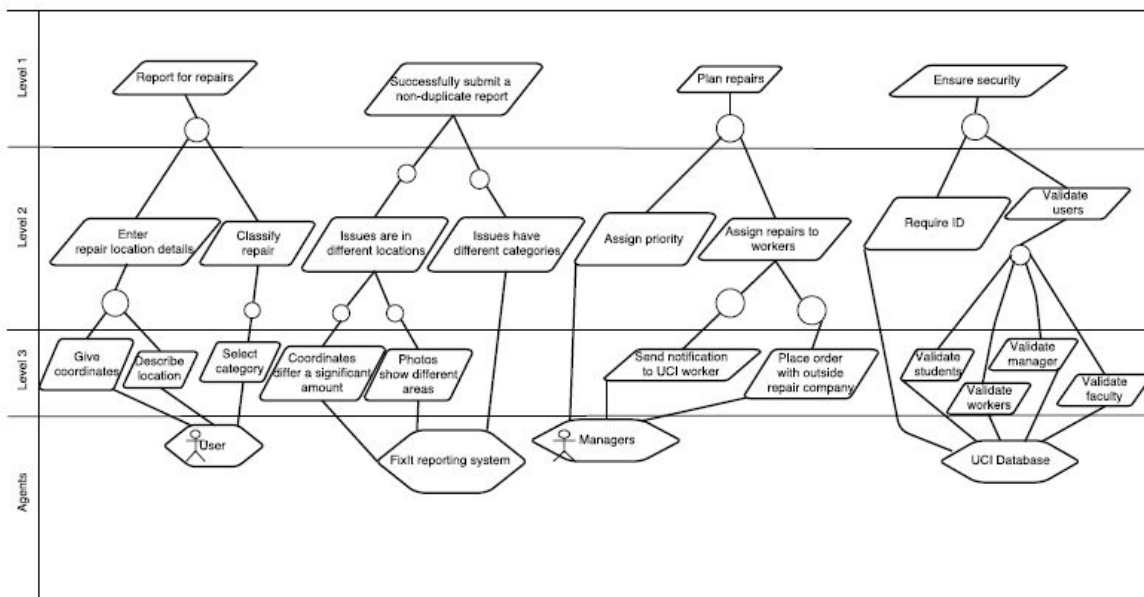 Level 1
Report for repairs
Successfully submit a
non-duplicate report
Plan repairs
Ensure security
Level 2
Enter
repair location details
Classify
repair
Issues are in
different locations
Issues have
different categories
Assign priority
Assign repairs to
workers
Require ID
Validate
users
Level 3
Give
coordinates
Describe
location
Select
category
Coordinates
differ a significant
amount
Photos
show different
areas
Send notification
to UCI worker
Place order
with outside
repair company
Validate
students
Validate
workers
Validate
manager
Validate
faculty
Agents
User
FixIt reporting system
Managers
UCI Database